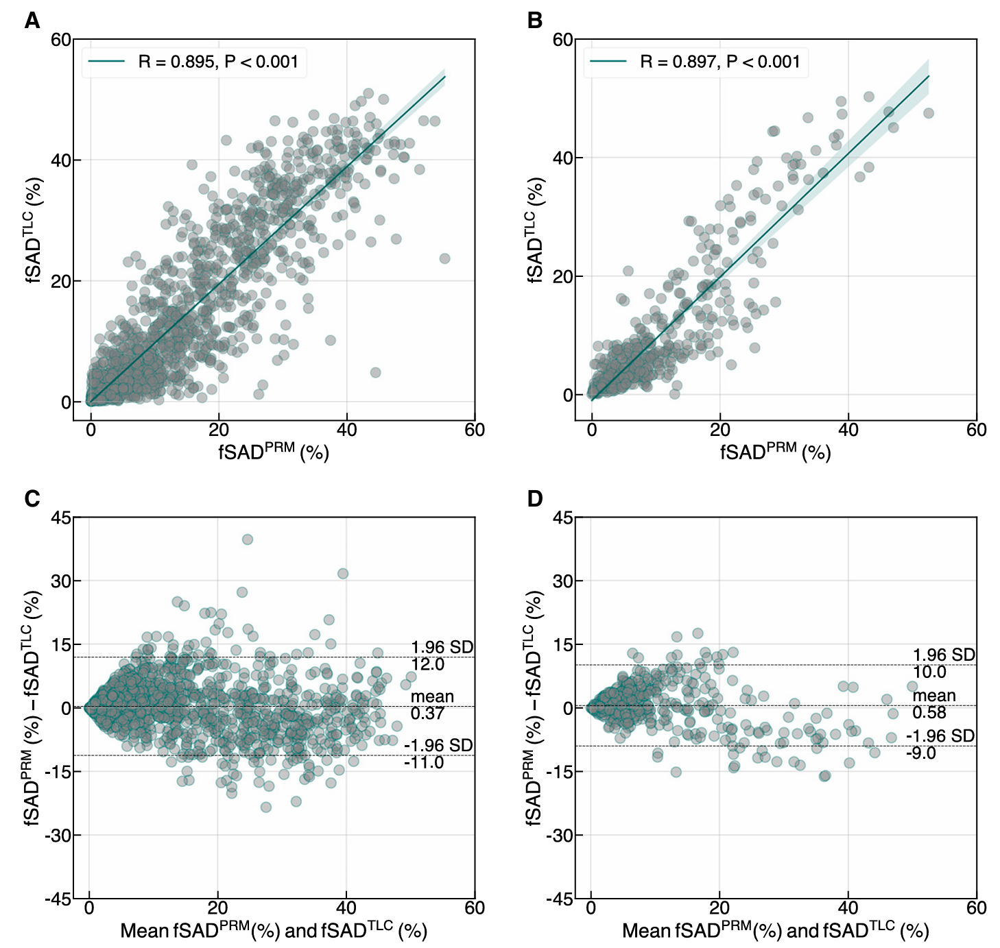 A
60
R = 0.895, P < 0.001
40
20
0
fSAD^TLC (%)
0 20 40 60
fSAD^PRM (%)
B
60
R = 0.897, P < 0.001
40
20
0
fSAD^TLC (%)
0 20 40 60
fSAD^PRM (%)
C
45
30
15
0
-15
-30
-45
fSAD^PRM (%) – fSAD^TLC (%)
1.96 SD
12.0
mean
0.37
-1.96 SD
-11.0
0 20 40 60
Mean fSAD^PRM(%) and fSAD^TLC (%)
D
45
30
15
0
-15
-30
-45
fSAD^PRM (%) – fSAD^TLC (%)
1.96 SD
10.0
mean
0.58
-1.96 SD
-9.0
0 20 40 60
Mean fSAD^PRM(%) and fSAD^TLC (%)